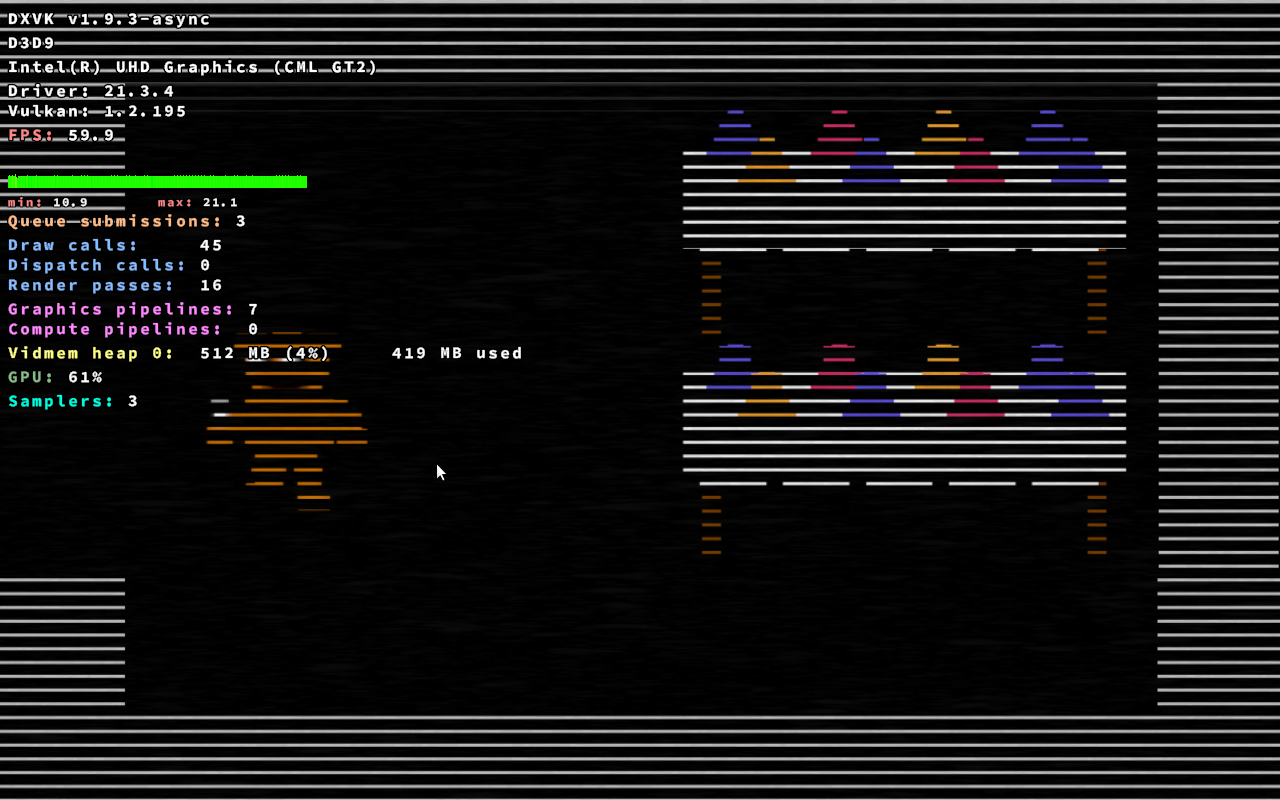 DXVK v1.9.3-async
D3D9
Intel(R) UHD Graphics (CML GT2)
Driver: 21.3.4
Vulkan: 1.2.195
FPS: 59.9
min: 10.9 max: 21.1
Queue submissions: 3
Draw calls: 45
Dispatch calls: 0
Render passes: 16
Graphics pipelines: 7
Compute pipelines: 0
Vidmem heap 0: 512 MB (4%) 419 MB used
GPU: 61%
Samplers: 3